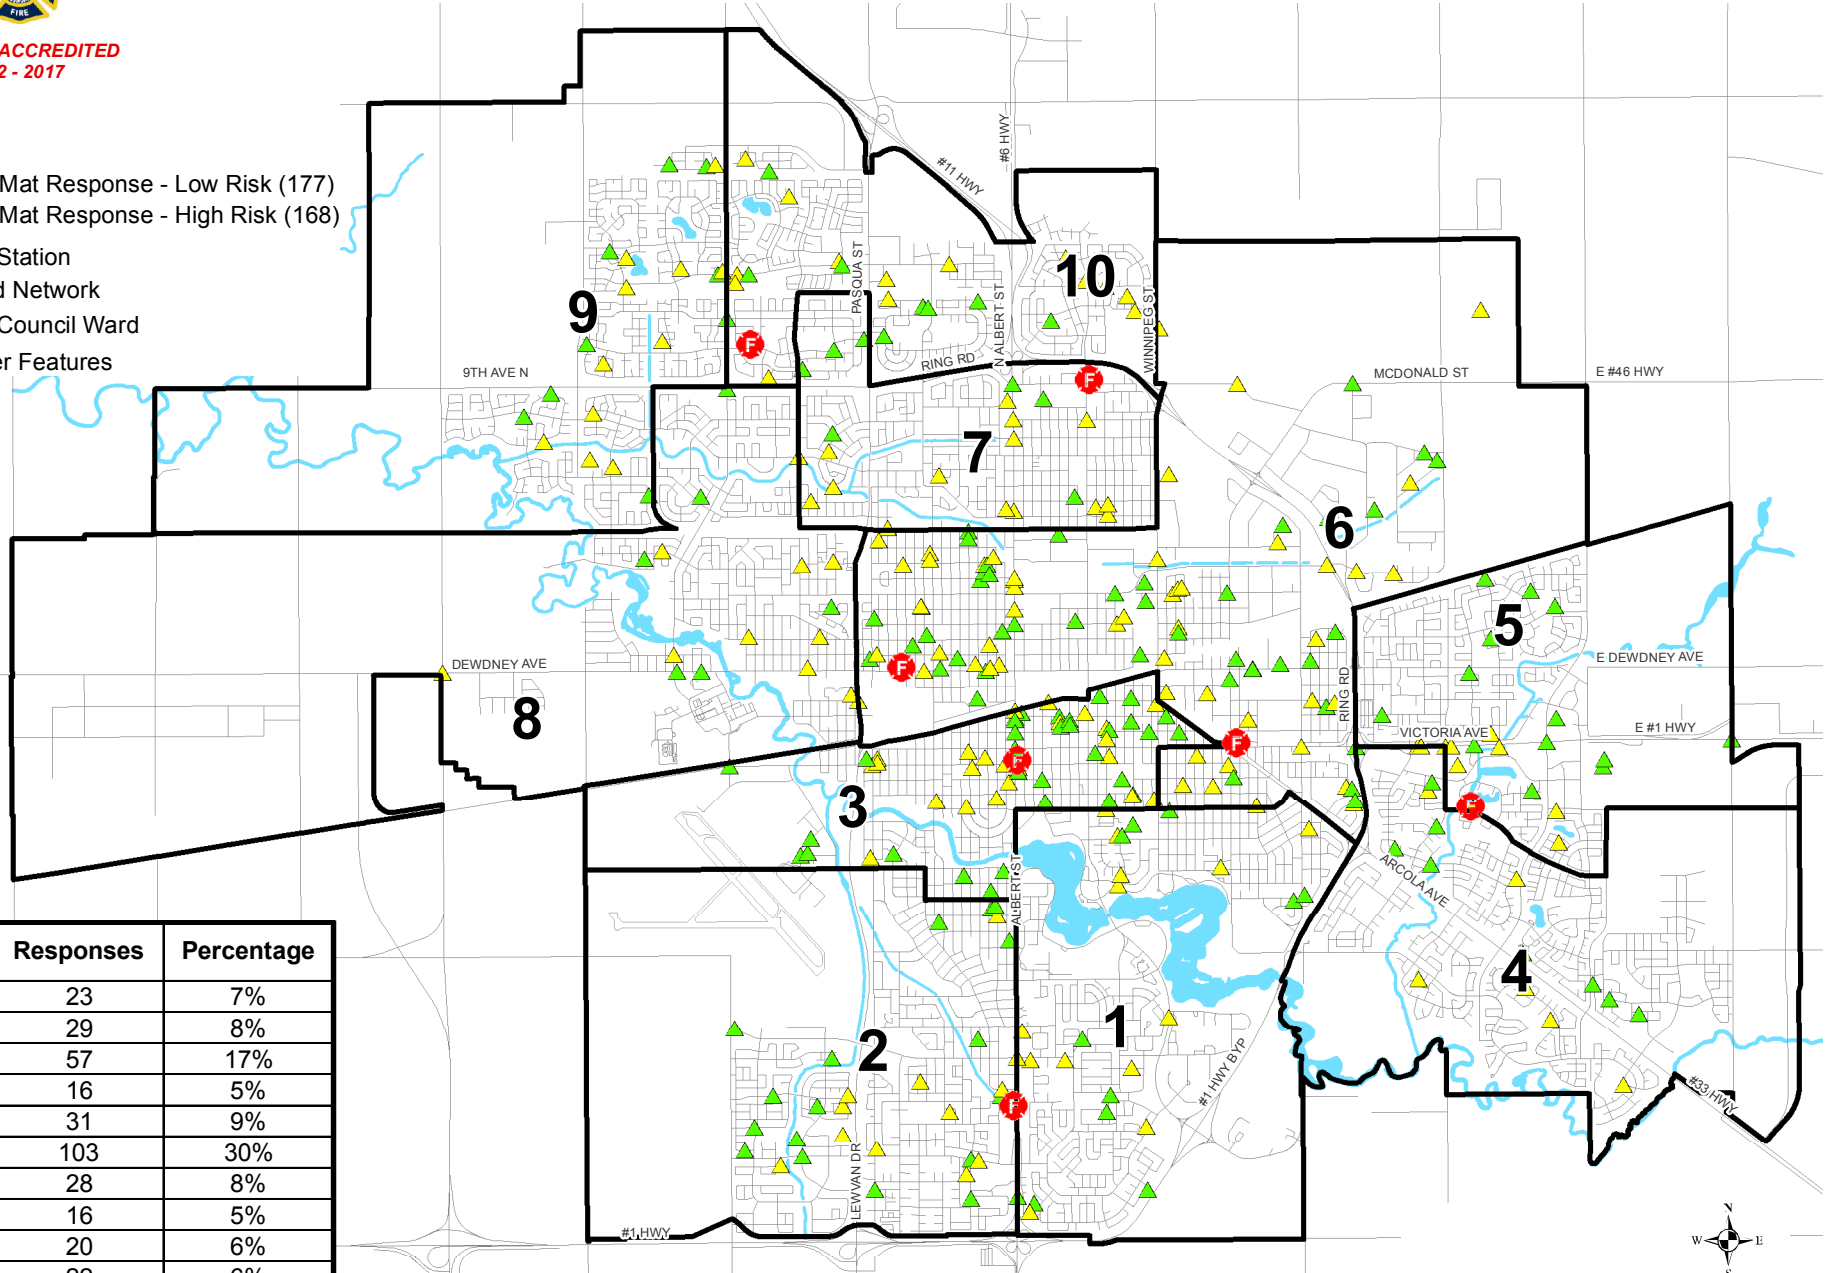 FIRE
ACCREDITED
2 - 2017
Mat Response - Low Risk (177)
Mat Response - High Risk (168)
Station
Network
Council Ward
Features
#11 HWY
#6 HWY
PASQUA ST
N ALBERT ST
WINNIPEG ST
RING RD
9TH AVE N
MCDONALD ST
E #46 HWY
10
9
7
6
5
DEWDNEY AVE
E DEWDNEY AVE
8
RING RD
VICTORIA AVE
E #1 HWY
3
ALBERT ST
ARCOLA AVE
4
2
1
#1 HWY BYP
#33 HWY
LEWVAN DR
#1 HWY
Responses Percentage
23 7%
29 8%
57 17%
16 5%
31 9%
103 30%
28 8%
16 5%
20 6%
N
W E
S